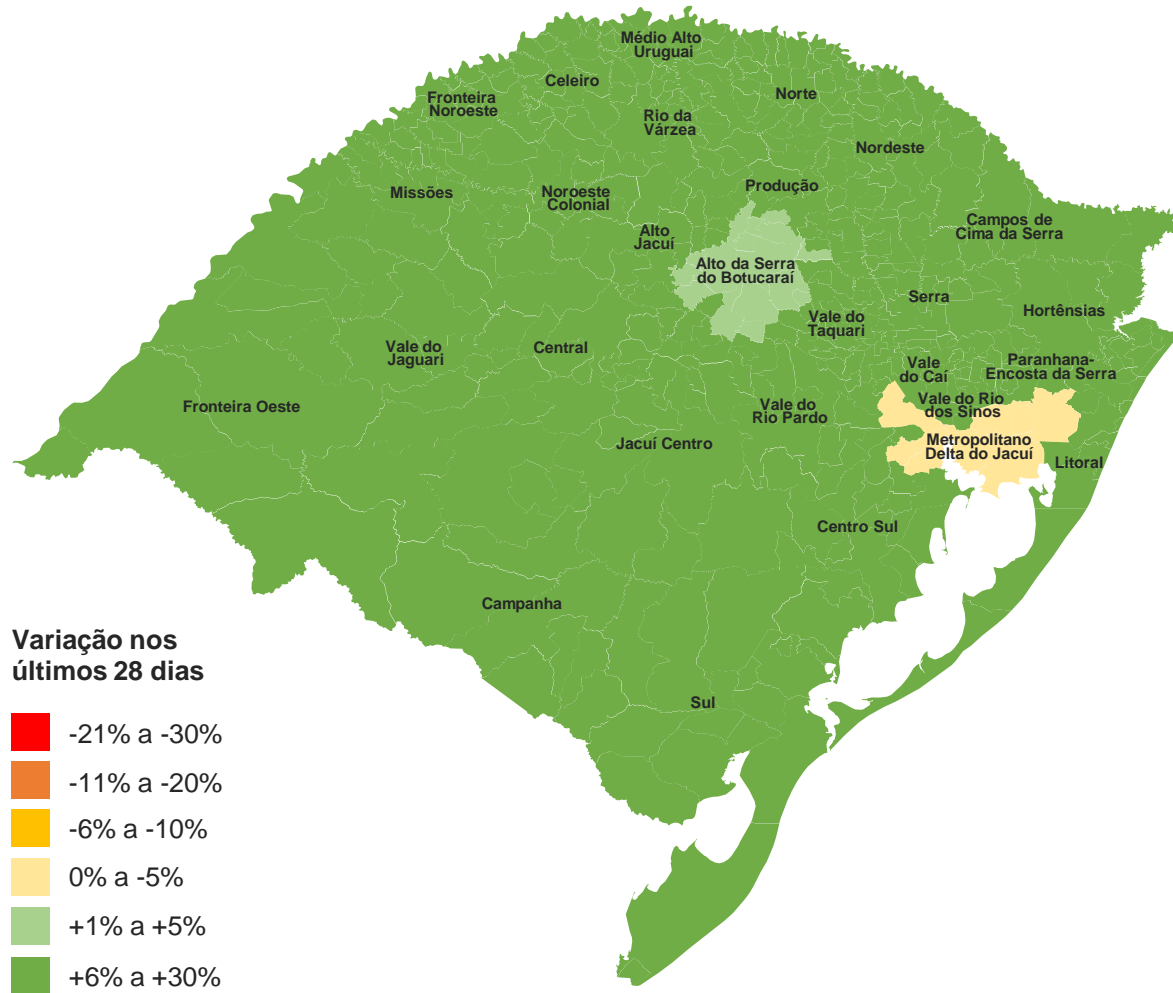 Médio Alto
Uruguai
Celeiro
Norte
Fronteira
Noroeste
Rio da
Várzea
Nordeste
Produção
Missões
Noroeste
Colonial
Campos de
Cima da Serra
Alto
Jacuí
Alto da Serra
do Botucaraí
Serra
Hortênsias
Vale do
Taquari
Vale do
Jaguari
Central
Vale
do Caí
Paranhana-
Encosta da Serra
Fronteira Oeste
Vale do
Rio Pardo
Vale do Rio
dos Sinos
Jacuí Centro
Metropolitano
Delta do Jacuí
Litoral
Centro Sul
Campanha
Sul
Variação nos
últimos 28 dias
-21% a -30%
-11% a -20%
-6% a -10%
0% a -5%
+1% a +5%
+6% a +30%